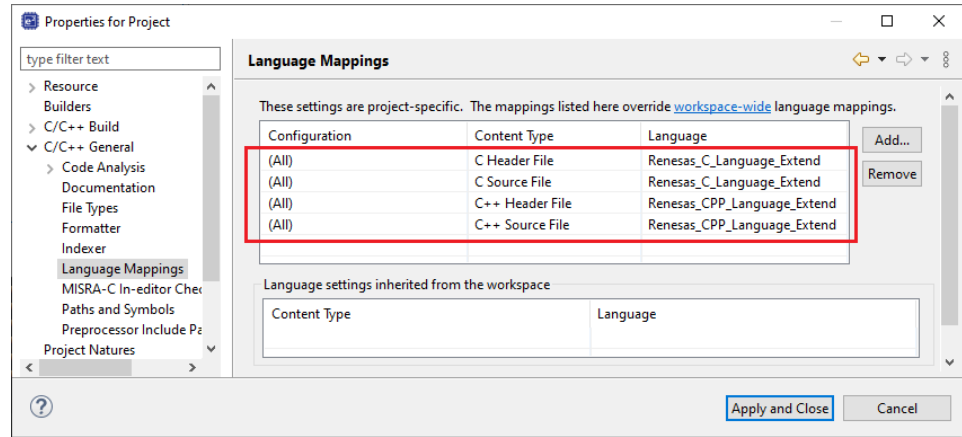 Properties for Project
type filter text
Resource
Builders
C/C++ Build
C/C++ General
Code Analysis
Documentation
File Types
Formatter
Indexer
Language Mappings
MISRA-C In-editor Chec
Paths and Symbols
Preprocessor Include Pa
Project Natures
Language Mappings
These settings are project-specific. The mappings listed here override workspace-wide language mappings.
Configuration Content Type Language
(All) C Header File Renesas_C_Language_Extend
(All) C Source File Renesas_C_Language_Extend
(All) C++ Header File Renesas_CPP_Language_Extend
(All) C++ Source File Renesas_CPP_Language_Extend
Add...
Remove
Language settings inherited from the workspace
Content Type Language
Apply and Close
Cancel